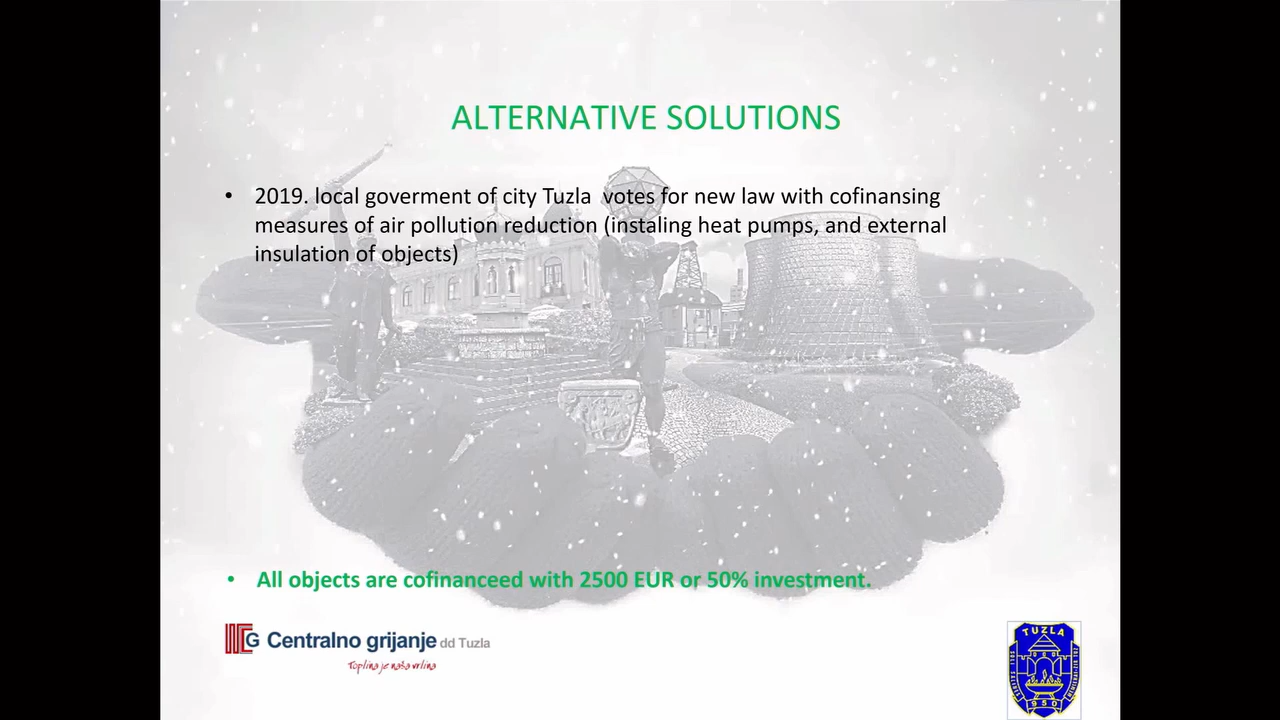 ALTERNATIVE SOLUTIONS
• 2019. local goverment of city Tuzla votes for new law with cofinansing
measures of air pollution reduction (instaling heat pumps, and external
insulation of objects)
• All objects are cofinanceed with 2500 EUR or 50% investment.
Centralno grijanje dd Tuzla
Toplina je naša vrlina
TUZLA
950